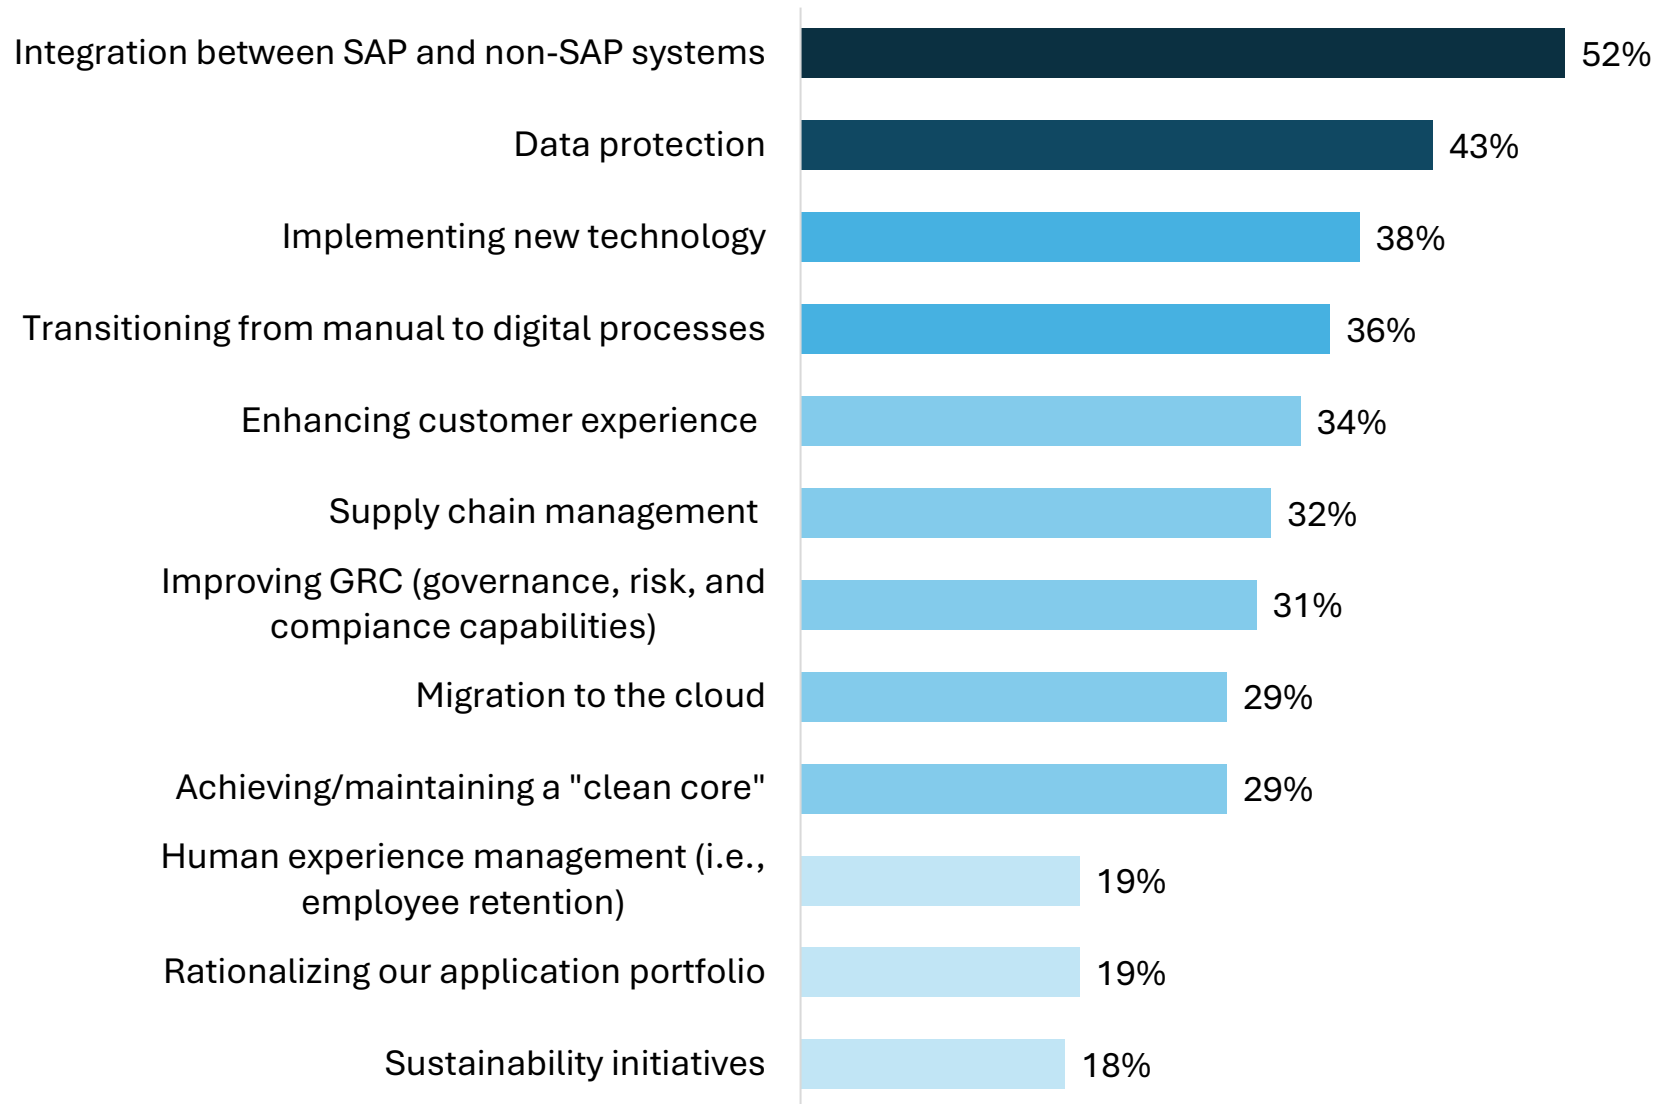 Integration between SAP and non-SAP systems 52%
Data protection 43%
Implementing new technology 38%
Transitioning from manual to digital processes 36%
Enhancing customer experience 34%
Supply chain management 32%
Improving GRC (governance, risk, and
compiance capabilities) 31%
Migration to the cloud 29%
Achieving/maintaining a "clean core" 29%
Human experience management (i.e.,
employee retention) 19%
Rationalizing our application portfolio 19%
Sustainability initiatives 18%